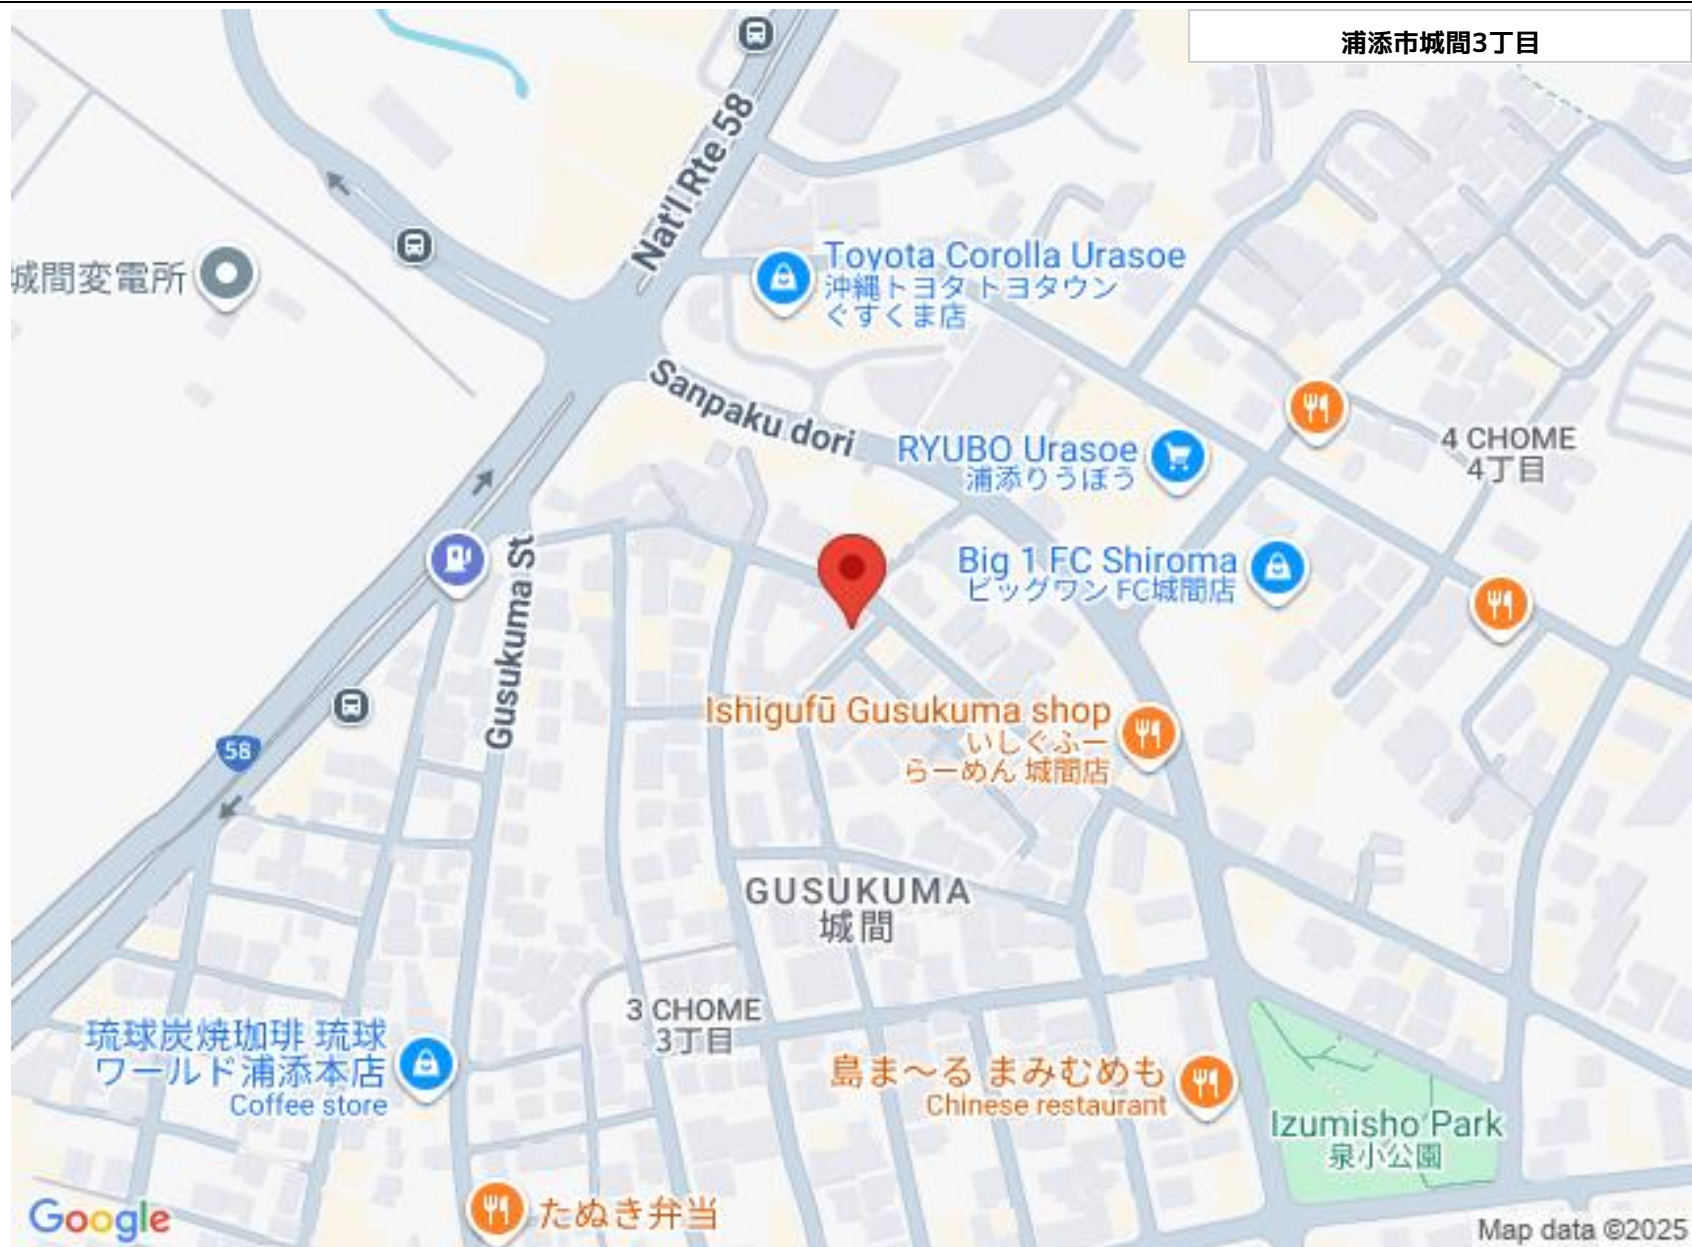 浦添市城間3丁目
Nat'l Rte 58
Toyota Corolla Urasoe
沖縄トヨタ トヨタウン
ぐすくま店
城間変電所
Sanpaku dori
RYUBO Urasoe
浦添りうぼう
4 CHOME
4丁目
Big 1 FC Shiroma
ビッグワン FC城間店
Gusukuma St
Ishigufū Gusukuma shop
いしぐふー
らーめん 城間店
58
GUSUKUMA
城間
3 CHOME
3丁目
琉球炭焼珈琲 琉球
ワールド浦添本店
Coffee store
島ま～る まみむめも
Chinese restaurant
Izumisho Park
泉小公園
たぬき弁当
Google
Map data ©2025